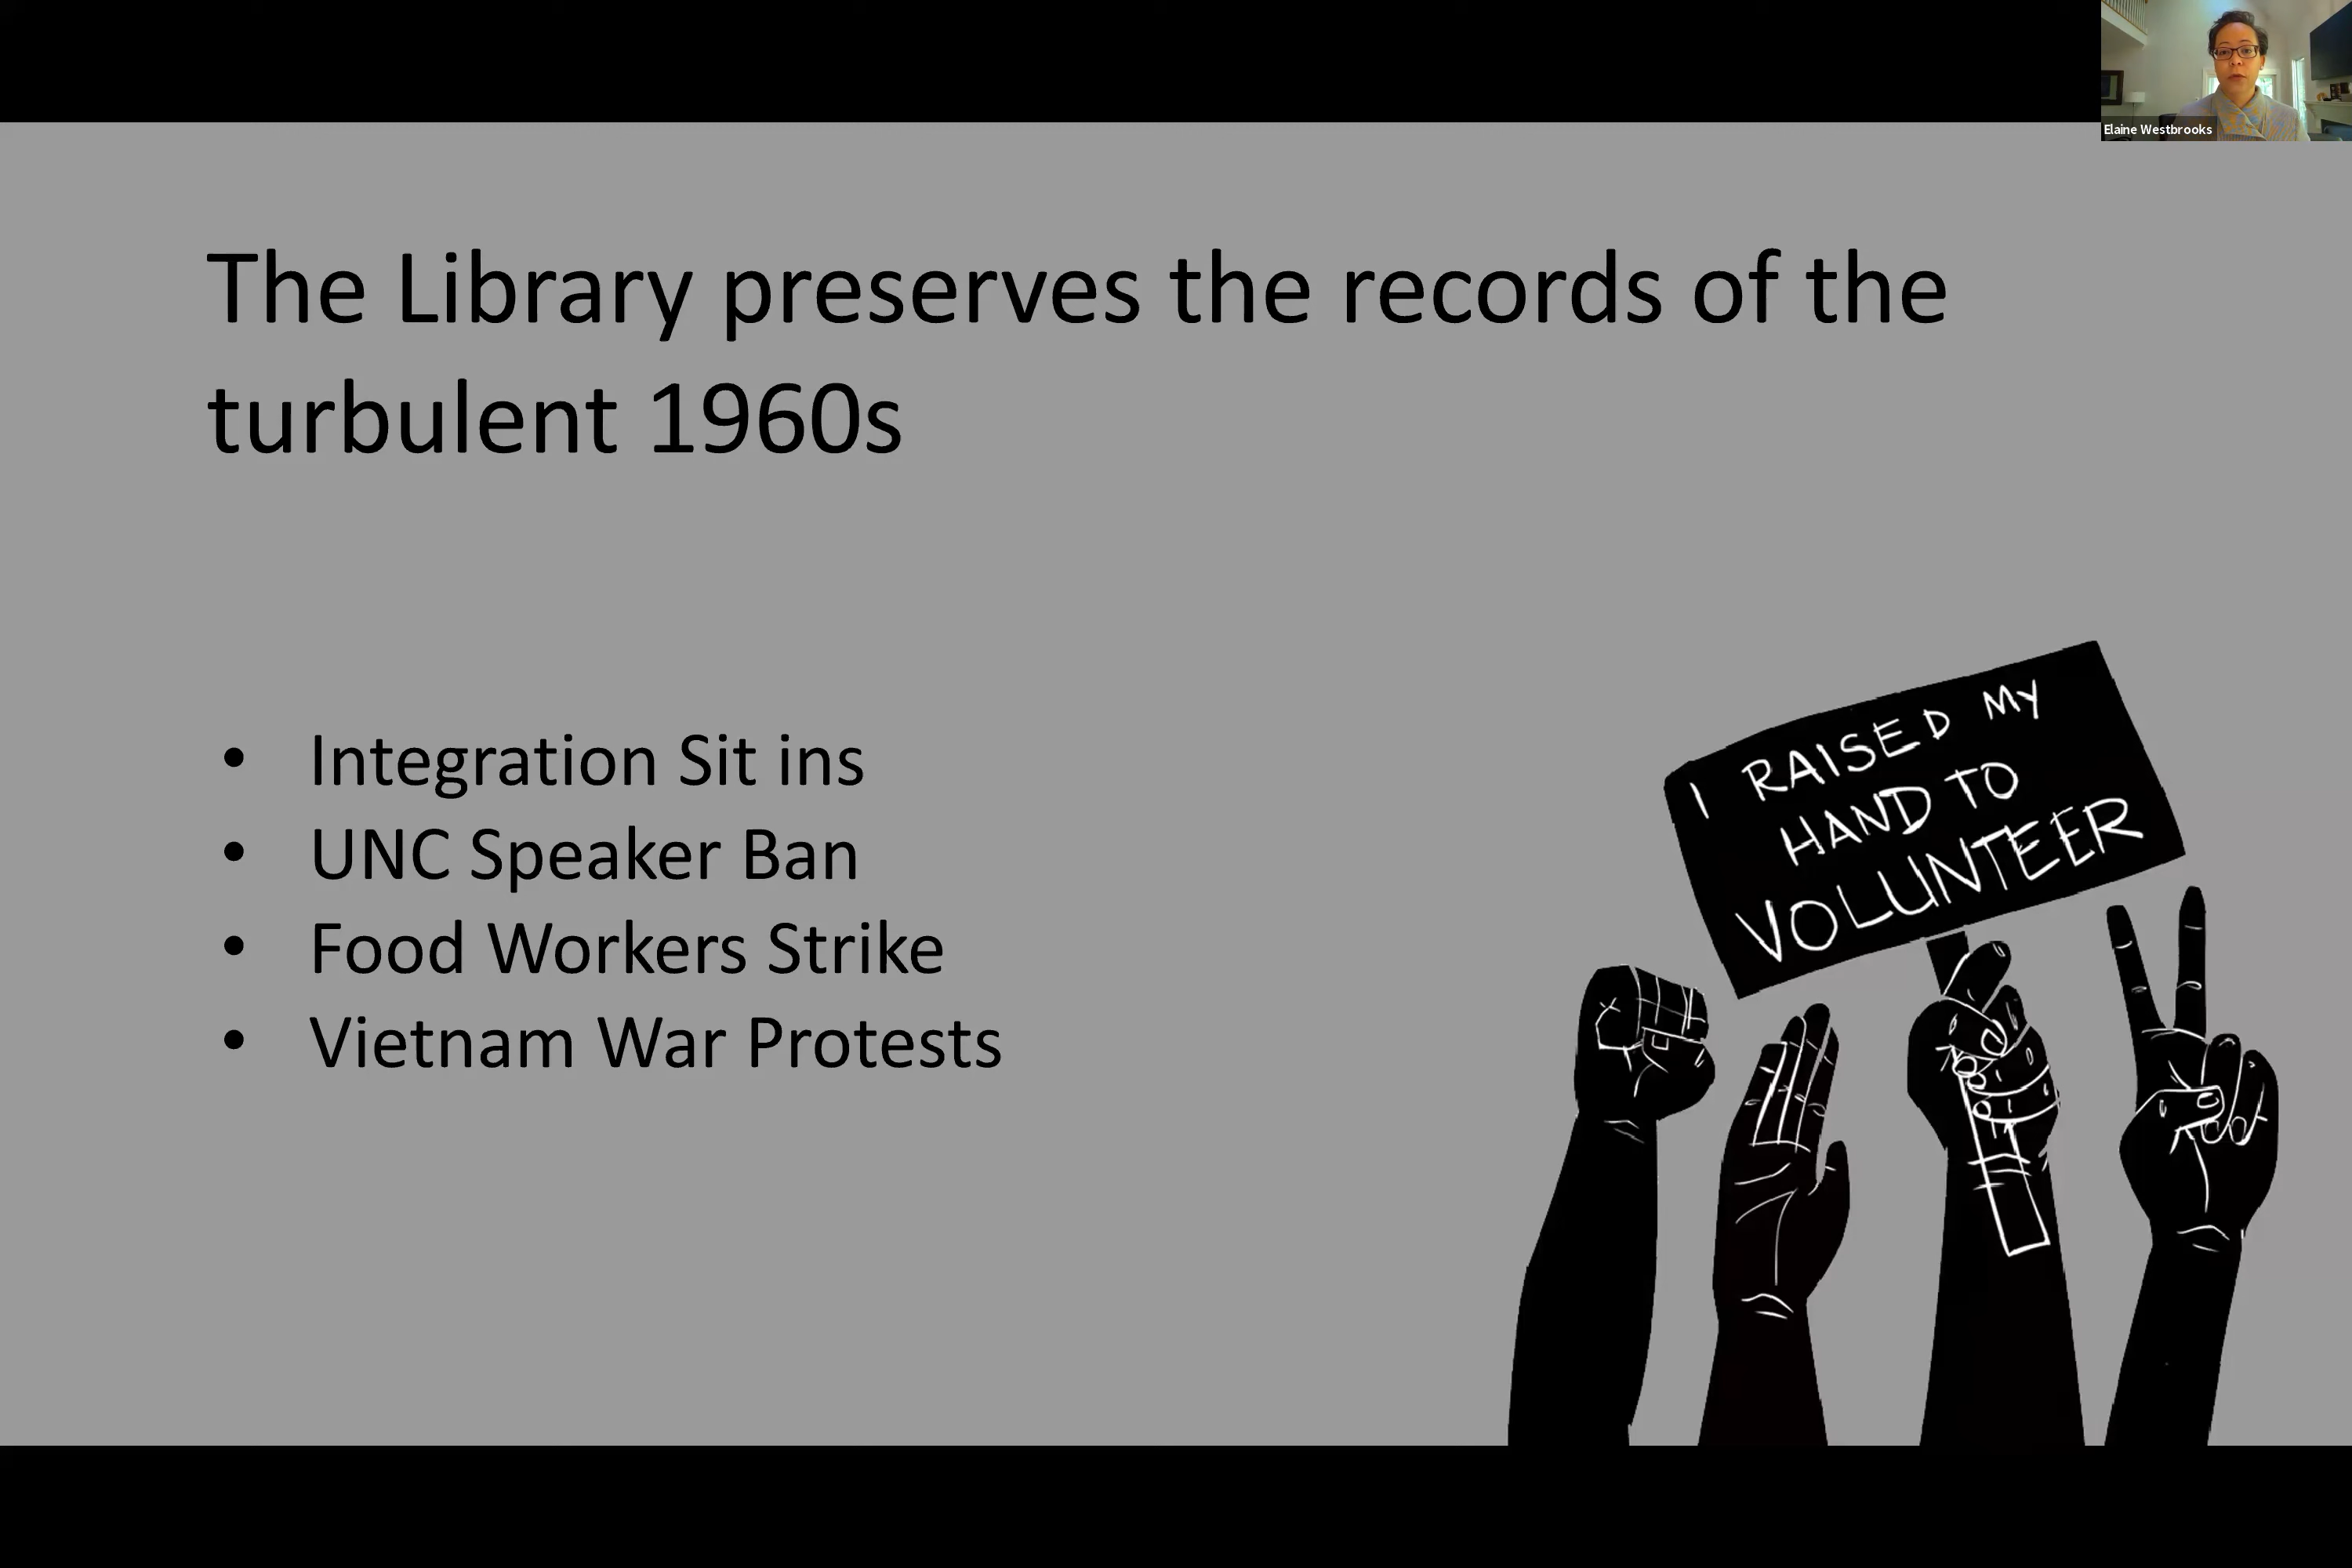 Elaine Westbrooks
The Library preserves the records of the
turbulent 1960s
• Integration Sit ins
• UNC Speaker Ban
• Food Workers Strike
• Vietnam War Protests
I RAISED MY
HAND TO
VOLUNTEER